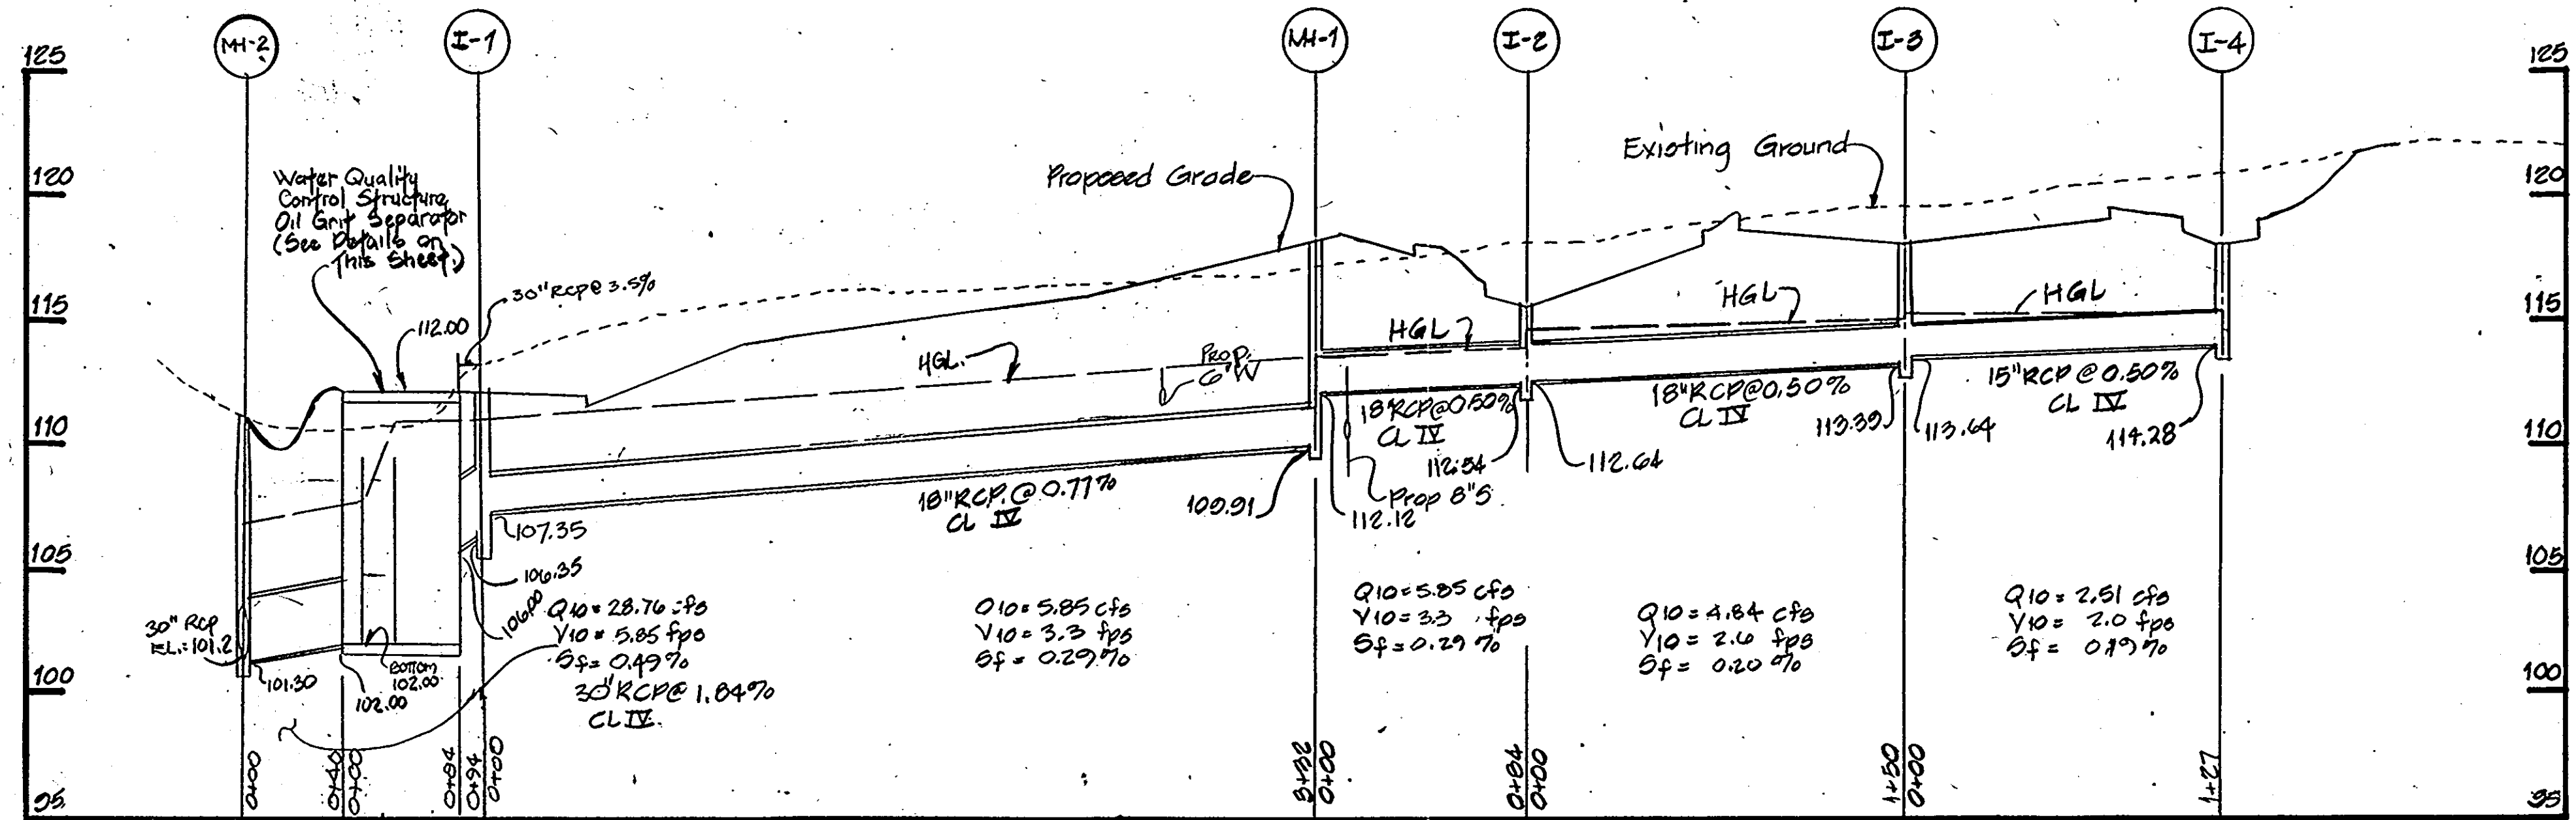 MH-2
I-1
MH-1
I-2
I-3
I-4
125
125
120
120
115
115
110
110
105
105
100
100
95
95
Water Quality
Control Structure
Oil Grit Separator
(See Details on
This Sheet)
112.00
30" RCP @ 3.5%
Proposed Grade
Existing Ground
HGL
PROP.
6" W
HGL
HGL
HGL
18" RCP @ 0.77%
CL IV
18" RCP @ 0.50%
CL IV
18" RCP @ 0.50%
CL IV
15" RCP @ 0.50%
CL IV
107.35
109.91
112.12
Prop 8"S
112.54
112.64
113.39
113.64
114.28
106.35
106.00
30" RCP
EL.=101.2
101.30
102.00
BOTTOM
102.00
Q10 = 28.76 cfs
V10 = 5.85 fps
Sf = 0.49%
30" RCP @ 1.84%
CL IV.
Q10 = 5.85 cfs
V10 = 3.3 fps
Sf = 0.29%
Q10 = 5.85 cfs
V10 = 3.3 fps
Sf = 0.29 %
Q10 = 4.84 cfs
V10 = 2.6 fps
Sf = 0.20 %
Q10 = 2.51 cfs
V10 = 2.0 fps
Sf =
0+00
0+40
0+00
0+84
0+94
0+00
3+32
0+00
0+84
0+00
1+50
0+00
1+27